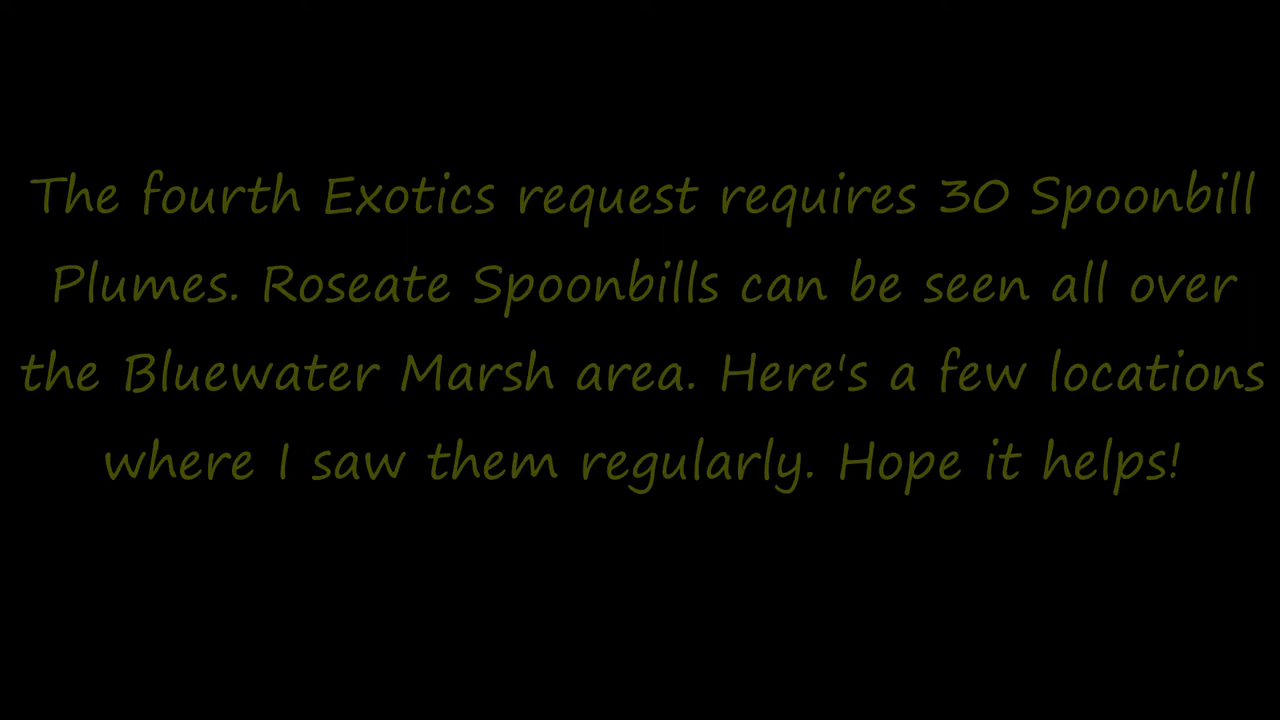 The fourth Exotics request requires 30 Spoonbill
Plumes. Roseate Spoonbills can be seen all over
the Bluewater Marsh area. Here's a few locations
where I saw them regularly. Hope it helps!